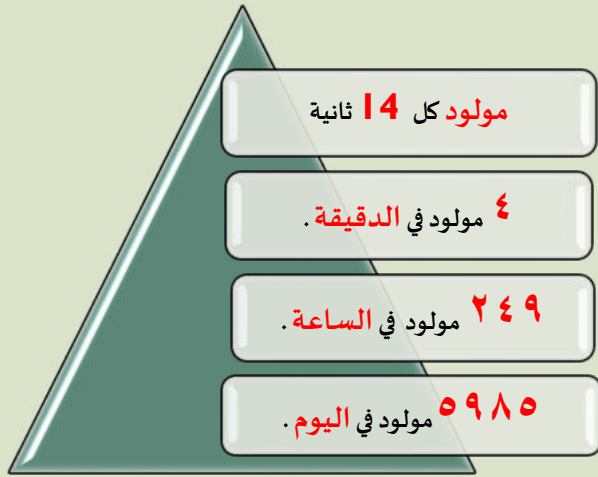 مولود كل 14 ثانية
٤ مولود في الدقيقة.
٢٤٩ مولود في الساعة.
٥٩٨٥ مولود في اليوم.